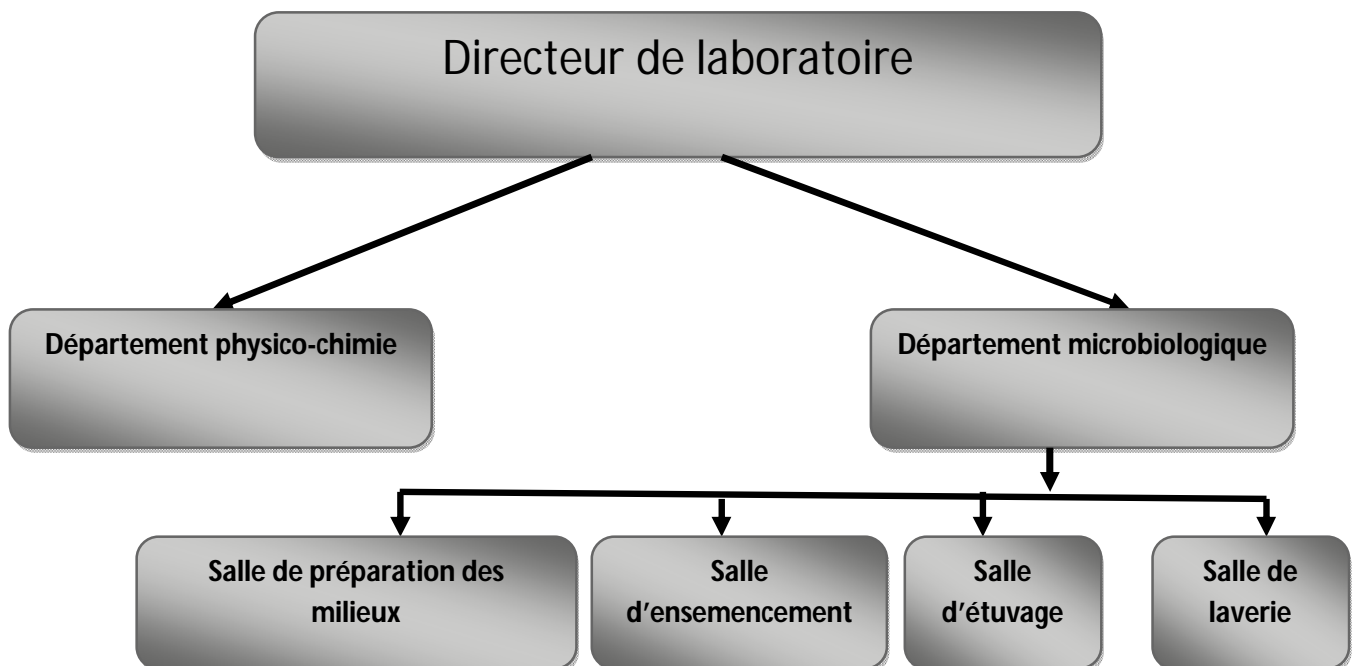 Directeur de laboratoire
Département physico-chimie
Département microbiologique
Salle de préparation des
milieux
Salle
d’ensemencement
Salle
d’étuvage
Salle de
laverie